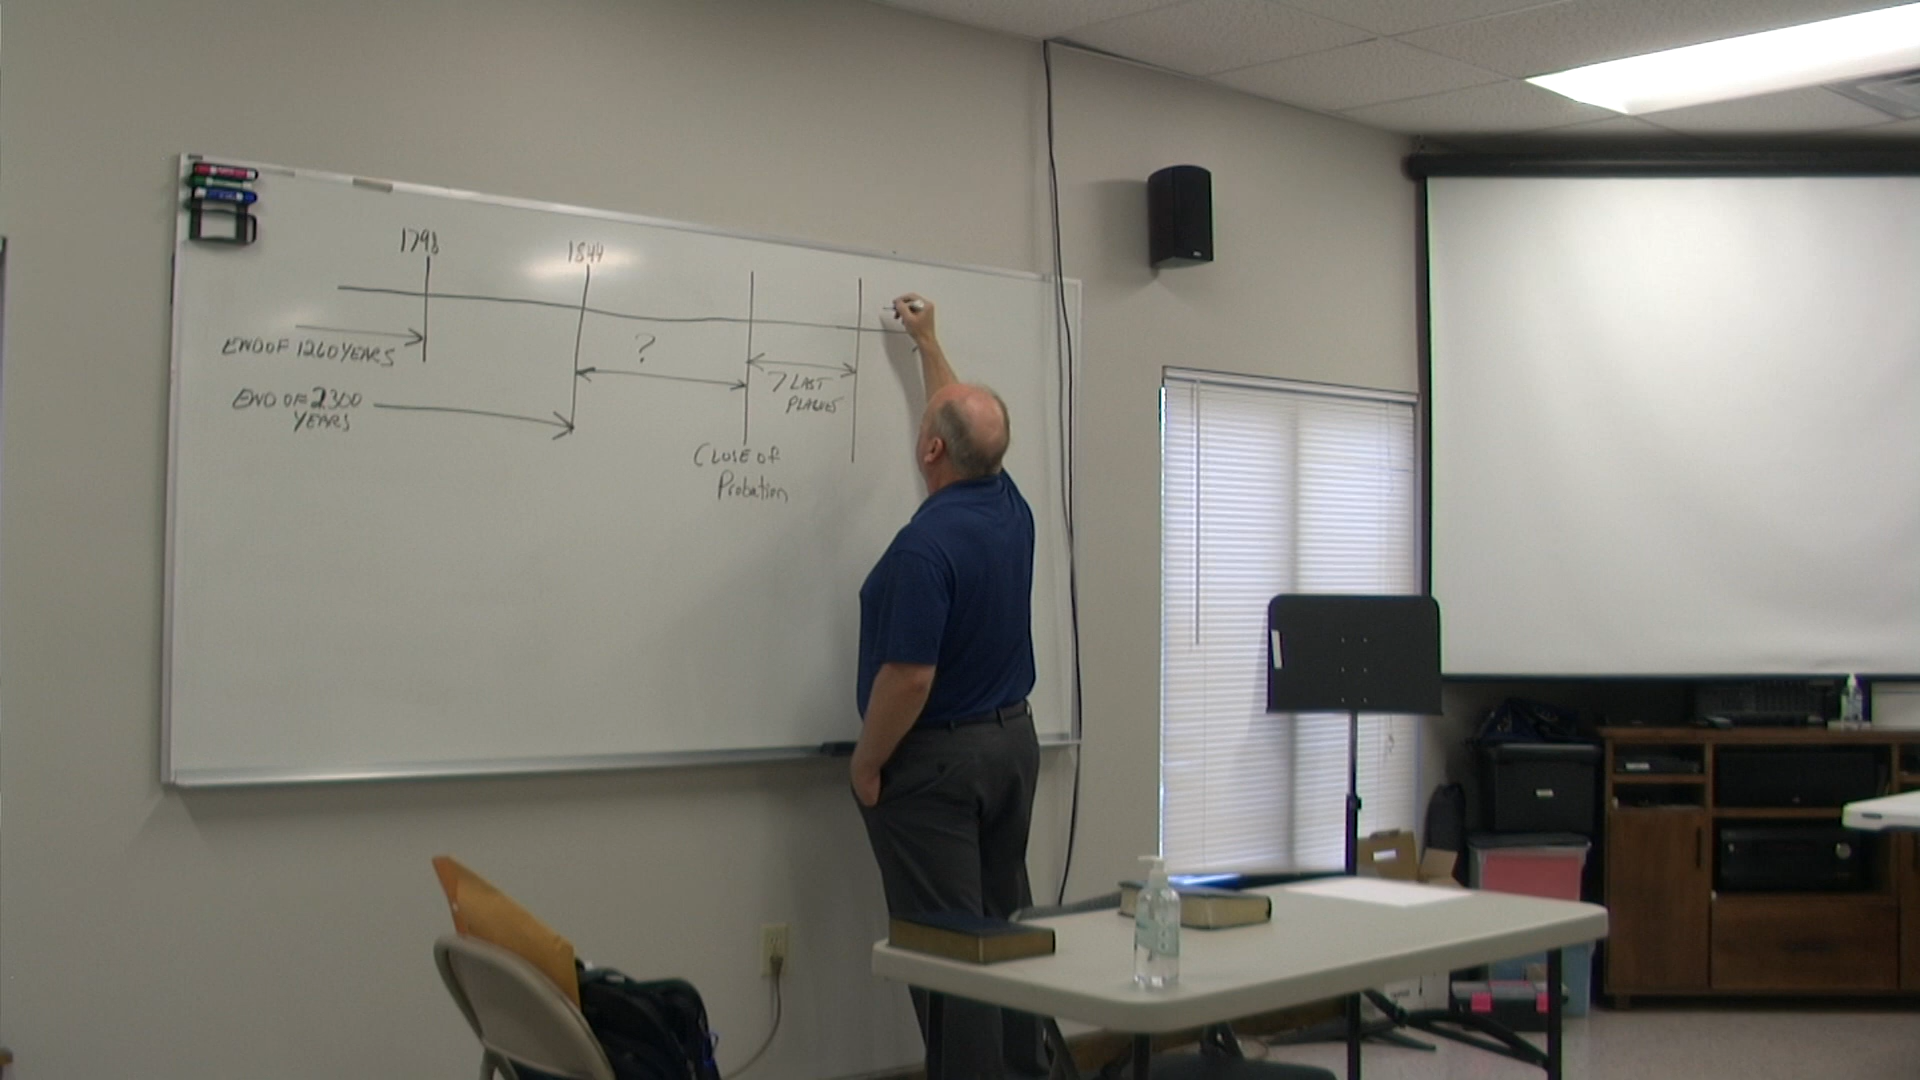 1798
1844
END OF 1260 YEARS
?
7 LAST
PLAGUES
END OF 2300
YEARS
CLOSE OF
Probation